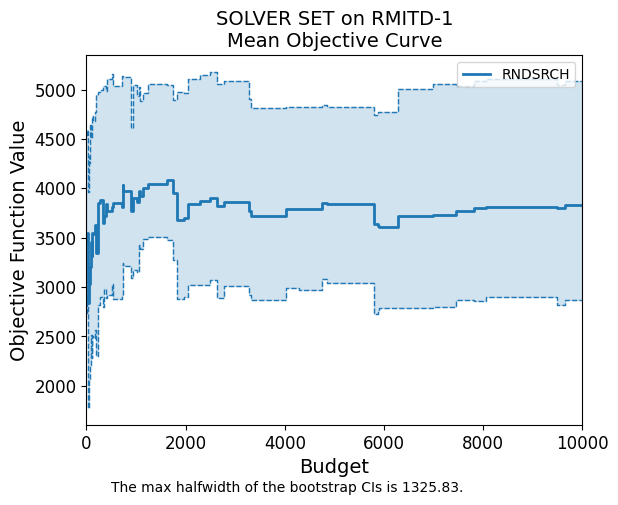 SOLVER SET on RMITD-1
Mean Objective Curve
RNDSRCH
Objective Function Value
5000
4500
4000
3500
3000
2500
2000
0 2000 4000 6000 8000 10000
Budget
The max halfwidth of the bootstrap CIs is 1325.83.